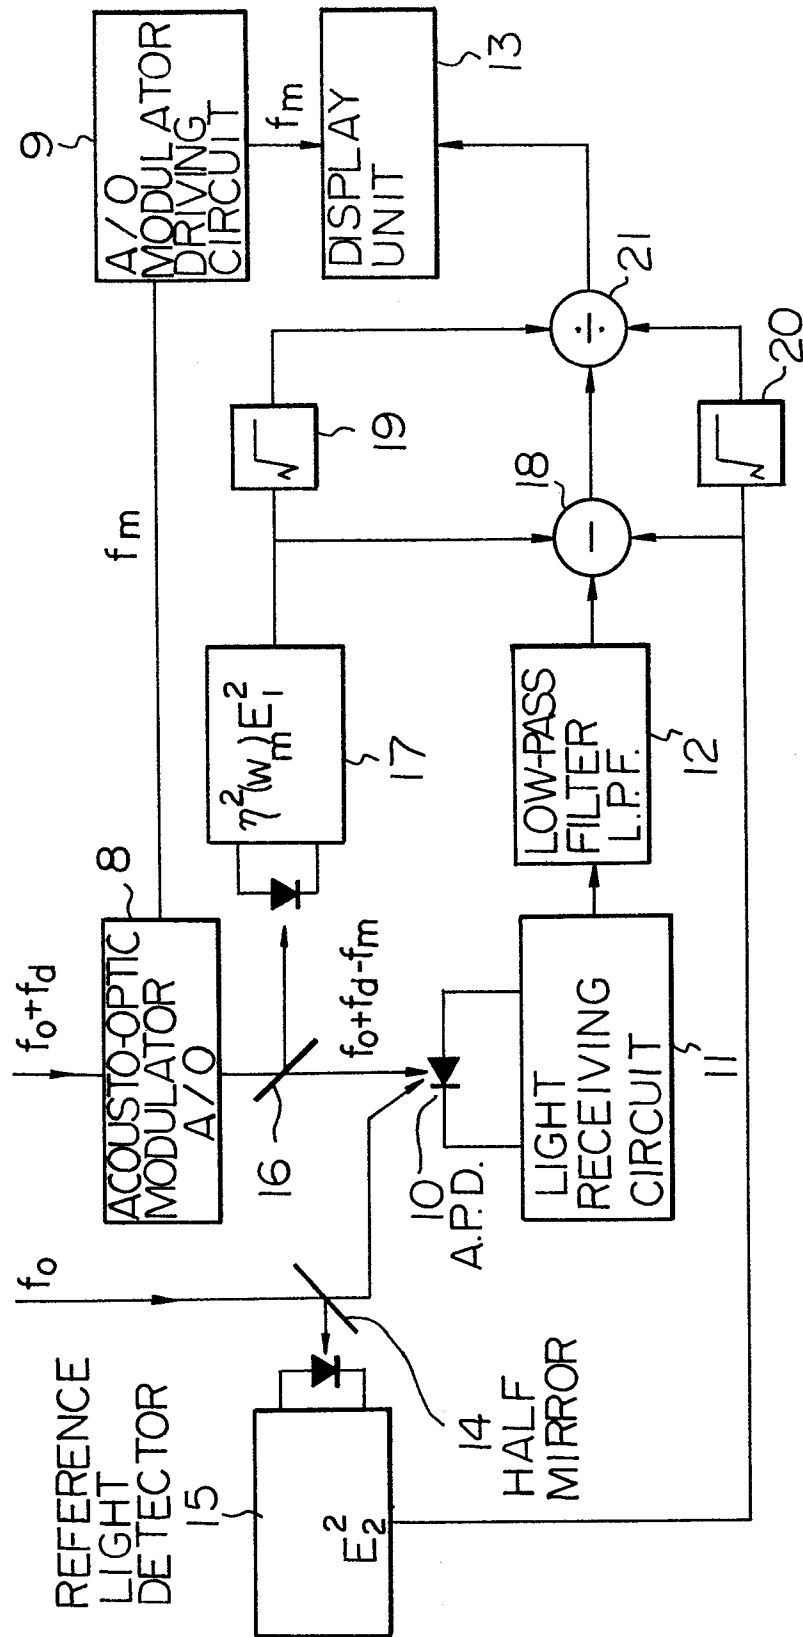 REFERENCE
LIGHT
DETECTOR
15
E₂²
14
HALF
MIRROR
f₀
f₀+fd
8
ACOUSTO-OPTIC
MODULATOR
A/O
16
f₀+fd-fm
10
A.P.D.
LIGHT
RECEIVING
CIRCUIT
11
η²(Wm)E₁²
17
LOW-PASS
FILTER
L.P.F.
12
fm
18
−
√
19
√
20
÷
21
9
A/O
MODULATOR
DRIVING
CIRCUIT
fm
DISPLAY
UNIT
13